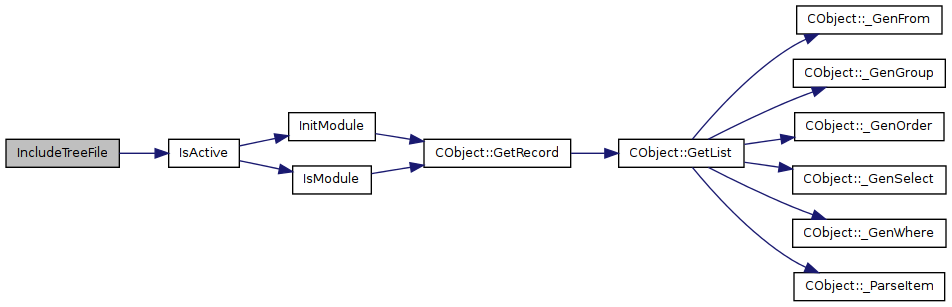 IncludeTreeFile
IsActive
InitModule
IsModule
CObject::GetRecord
CObject::GetList
CObject::_GenFrom
CObject::_GenGroup
CObject::_GenOrder
CObject::_GenSelect
CObject::_GenWhere
CObject::_ParseItem